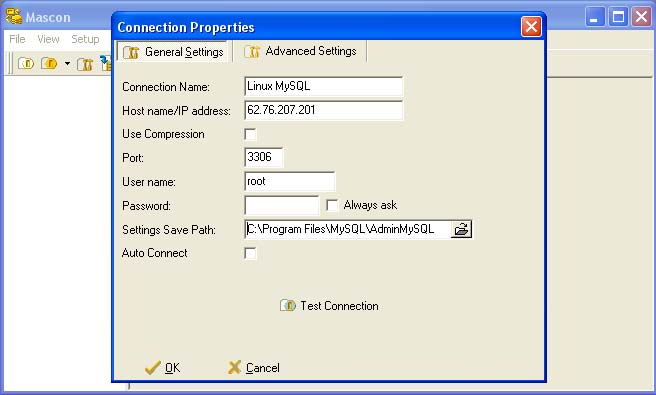 Mascon
File View Setup
Connection Properties
General Settings Advanced Settings
Connection Name: Linux MySQL
Host name/IP address: 62.76.207.201
Use Compression
Port: 3306
User name: root
Password: Always ask
Settings Save Path: C:\Program Files\MySQL\AdminMySQL
Auto Connect
Test Connection
OK Cancel